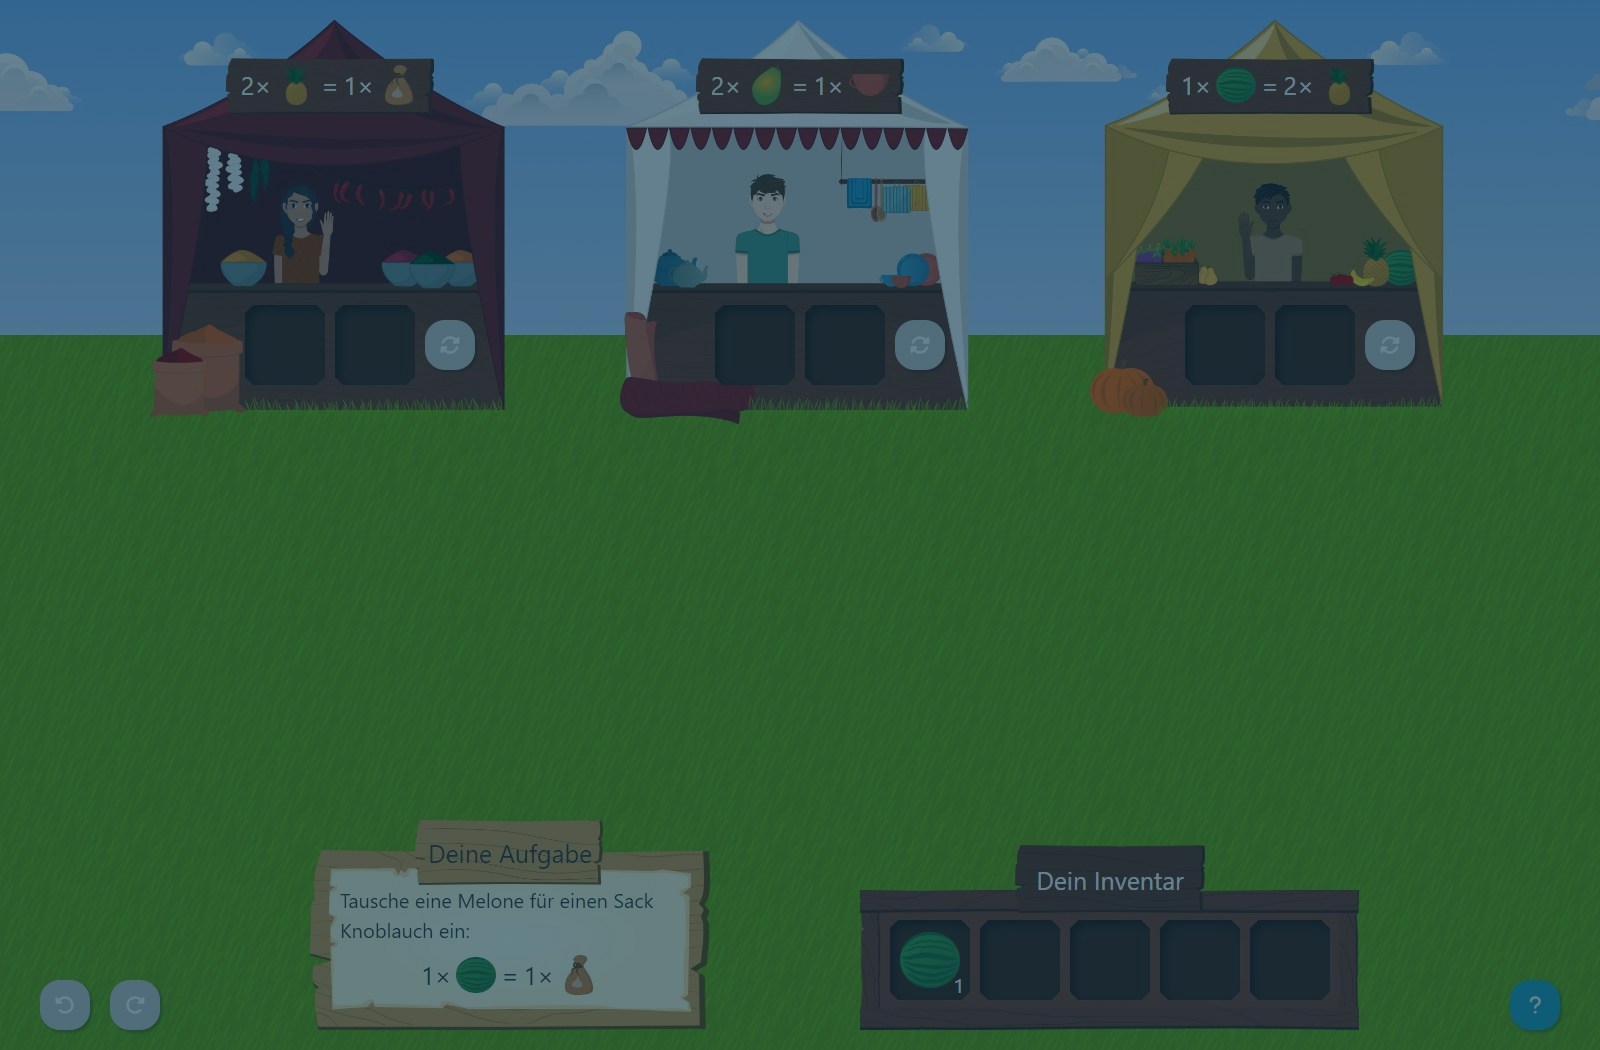 2× = 1×
2× = 1×
1× = 2×
Deine Aufgabe
Tausche eine Melone für einen Sack
Knoblauch ein:
1× = 1×
Dein Inventar
1
?